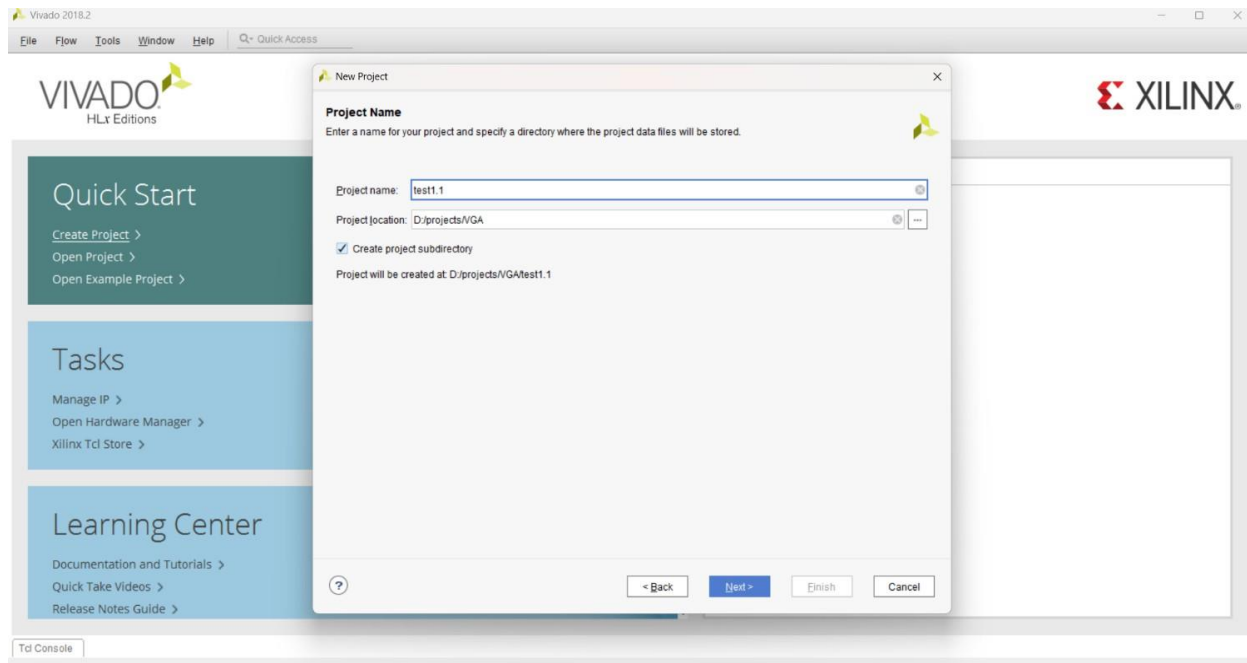 Vivado 2018.2
File Flow Tools Window Help Quick Access
VIVADO.
HLx Editions
XILINX.
Quick Start
Create Project >
Open Project >
Open Example Project >
Tasks
Manage IP >
Open Hardware Manager >
Xilinx Tcl Store >
Learning Center
Documentation and Tutorials >
Quick Take Videos >
Release Notes Guide >
New Project
Project Name
Enter a name for your project and specify a directory where the project data files will be stored.
Project name: test1.1
Project location: D:/projects/VGA
Create project subdirectory
Project will be created at: D:/projects/VGA/test1.1
? < Back Next > Finish Cancel
Tcl Console